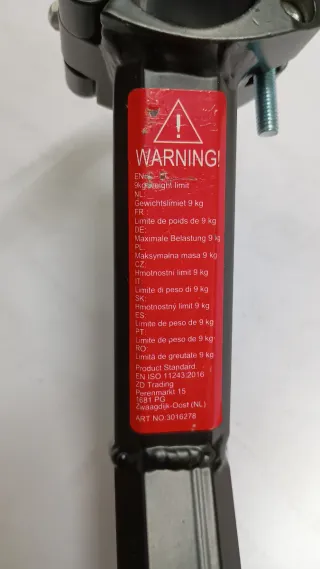 WARNING!
EN:
9kg weight limit
NL:
Gewichtslimiet 9 kg
FR :
Limite de poids de 9 kg
DE:
Maximale Belastung 9 kg
PL:
Maksymalna masa 9 kg
CZ:
Hmotnostní limit 9 kg
IT:
Limite di peso di 9 kg
SK:
Hmotnostný limit 9 kg
ES:
Limite de peso de 9 kg
PT:
Limite de peso de 9 kg
RO:
Limită de greutate 9 kg
Product Standard:
EN ISO 11243:2016
ZD Trading
Perenmarkt 15
1681 PG
Zwaagdijk-Oost (NL)
ART NO:3016278